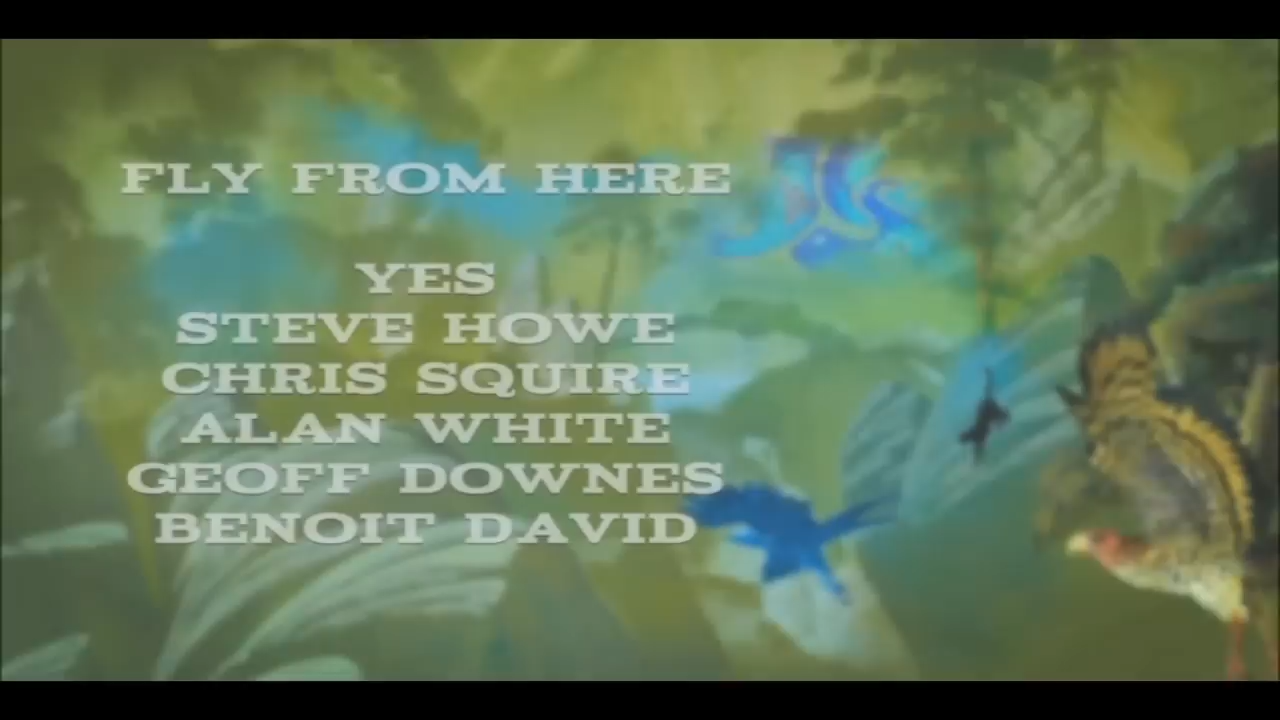 FLY FROM HERE
YES
STEVE HOWE
CHRIS SQUIRE
ALAN WHITE
GEOFF DOWNES
BENOIT DAVID